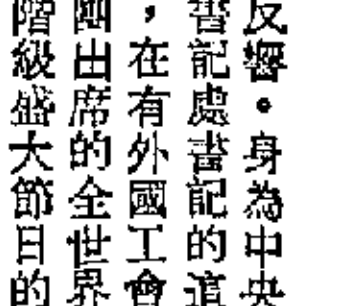 反響。身為中央
書記處書記的這
，在有外國工會
團出席的全世界
階級盛大節日的